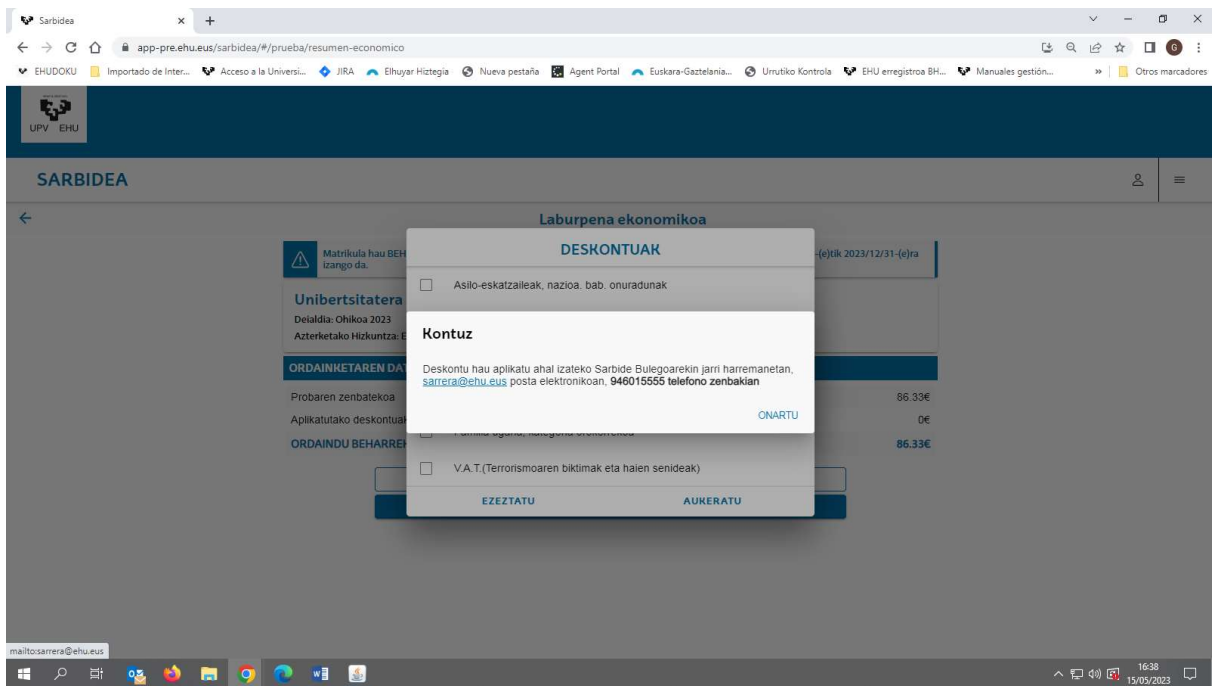 Sarbidea
app-pre.ehu.eus/sarbidea/#/prueba/resumen-economico
G
EHUDOKU Importado de Inter... Acceso a la Universi... JIRA Elhuyar Hiztegia Nueva pestaña Agent Portal Euskara-Gaztelania... Urrutiko Kontrola EHU erregistroa BH... Manuales gestión... » Otros marcadores
UPV EHU
SARBIDEA
Laburpena ekonomikoa
Matrikula hau BEH
izango da.
-(e)tik 2023/12/31-(e)ra
DESKONTUAK
Asilo-eskatzaileak, nazioa. bab. onuradunak
Unibertsitatera
Deialdia: Ohikoa 2023
Azterketako Hizkuntza: E
Kontuz
Deskontu hau aplikatu ahal izateko Sarbide Bulegoarekin jarri harremanetan,
sarrera@ehu.eus posta elektronikoan, 946015555 telefono zenbakian
ONARTU
ORDAINKETAREN DA
Probaren zenbatekoa 86.33€
Aplikatutako deskontuak 0€
ORDAINDU BEHARREK 86.33€
V.A.T.(Terrorismoaren biktimak eta haien senideak)
EZEZTATU AUKERATU
mailto:sarrera@ehu.eus
16:38
15/05/2023